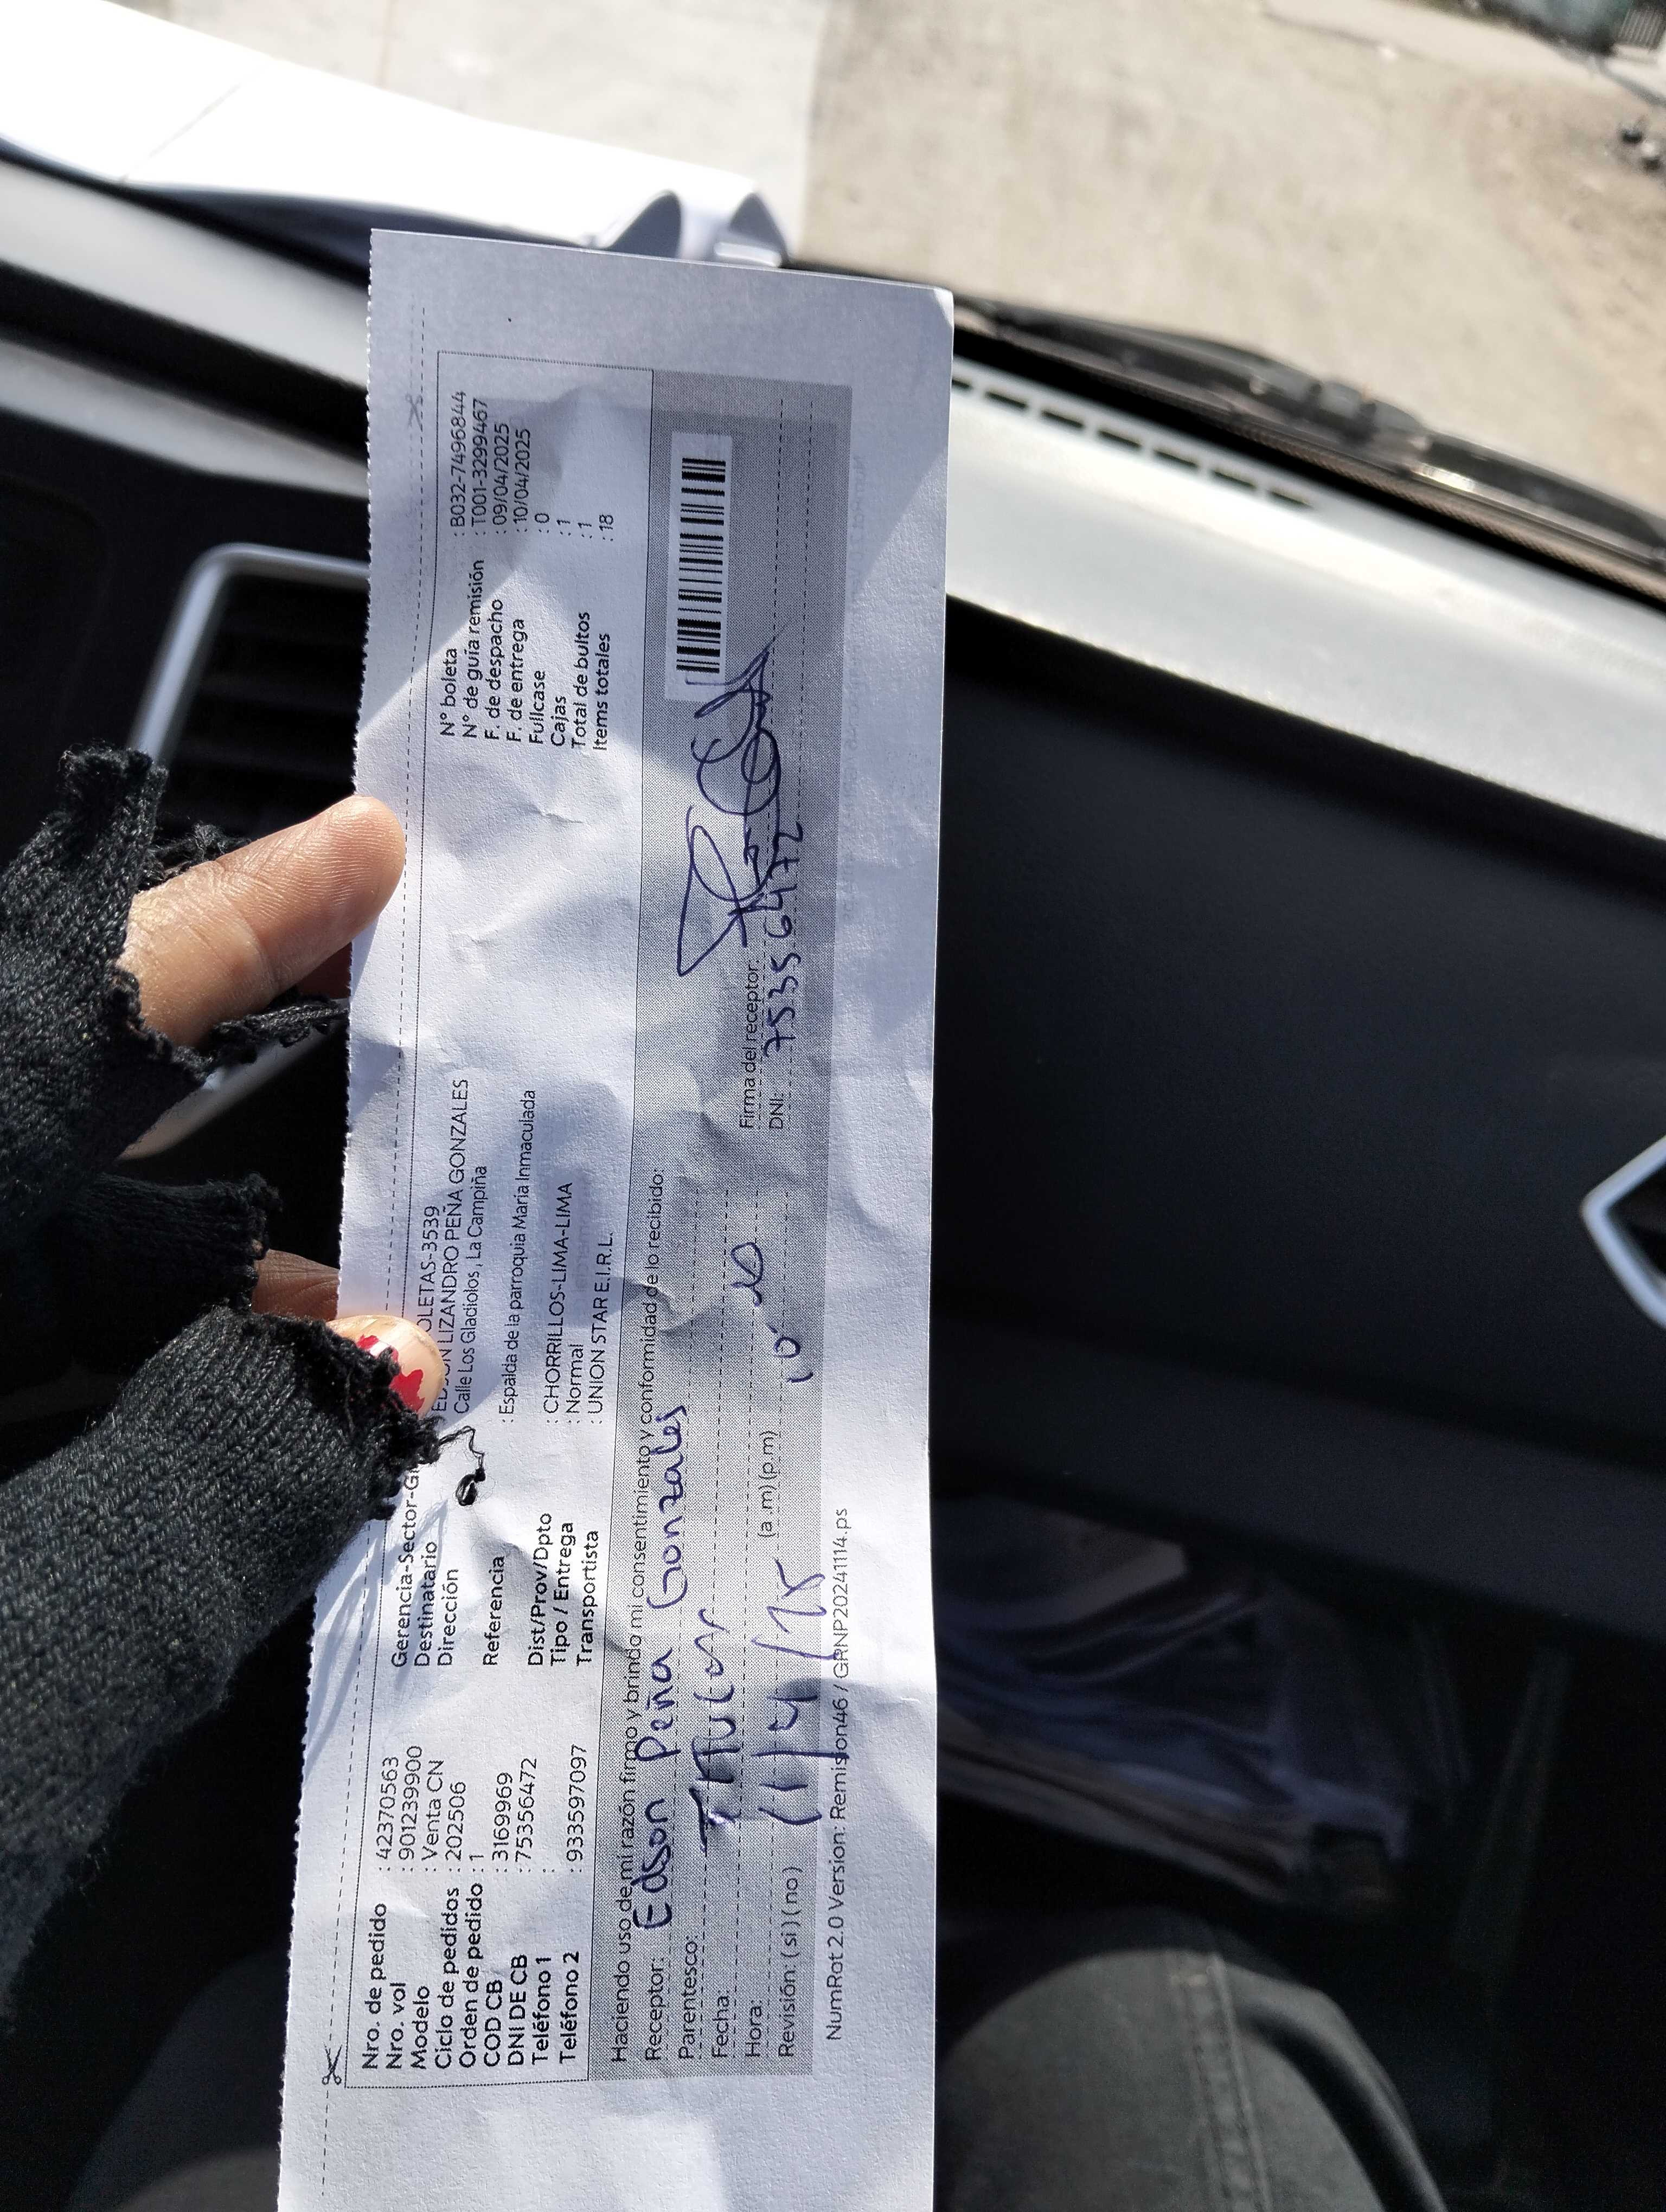 Nro. de pedido : 42370563
Nro. vol : 901239900
Modelo : Venta CN
Ciclo de pedidos : 202506
Orden de pedido : 1
COD CB : 3169969
DNI DE CB : 75356472
Teléfono 1 :
Teléfono 2 : 933597097
Gerencia-Sector-G OLETAS-3539
Destinatario LIZANDRO PEÑA GONZALES
Dirección Calle Los Gladiolos , La Campiña
Referencia : Espalda de la parroquia María Inmaculada
Dist/Prov/Dpto : CHORRILLOS-LIMA-LIMA
Tipo / Entrega : Normal
Transportista : UNION STAR E.I.R.L.
N° boleta : B032-7496844
N° de guía remisión : T001-3299467
F. de despacho : 09/04/2025
F. de entrega : 10/04/2025
Fullcase : 0
Cajas : 1
Total de bultos : 1
Items totales : 18
Haciendo uso de mi razón firmo y brindo mi consentimiento y conformidad de lo recibido:
Receptor: Edson Peña Gonzales
Parentesco: Titular
Fecha:
Hora: (a .m) (p.m)
Revisión ( si ) ( no )
Firma del receptor:
DNI: 75356472
NumRat 2.0 Version: Remision46 / GRNP20241114.ps